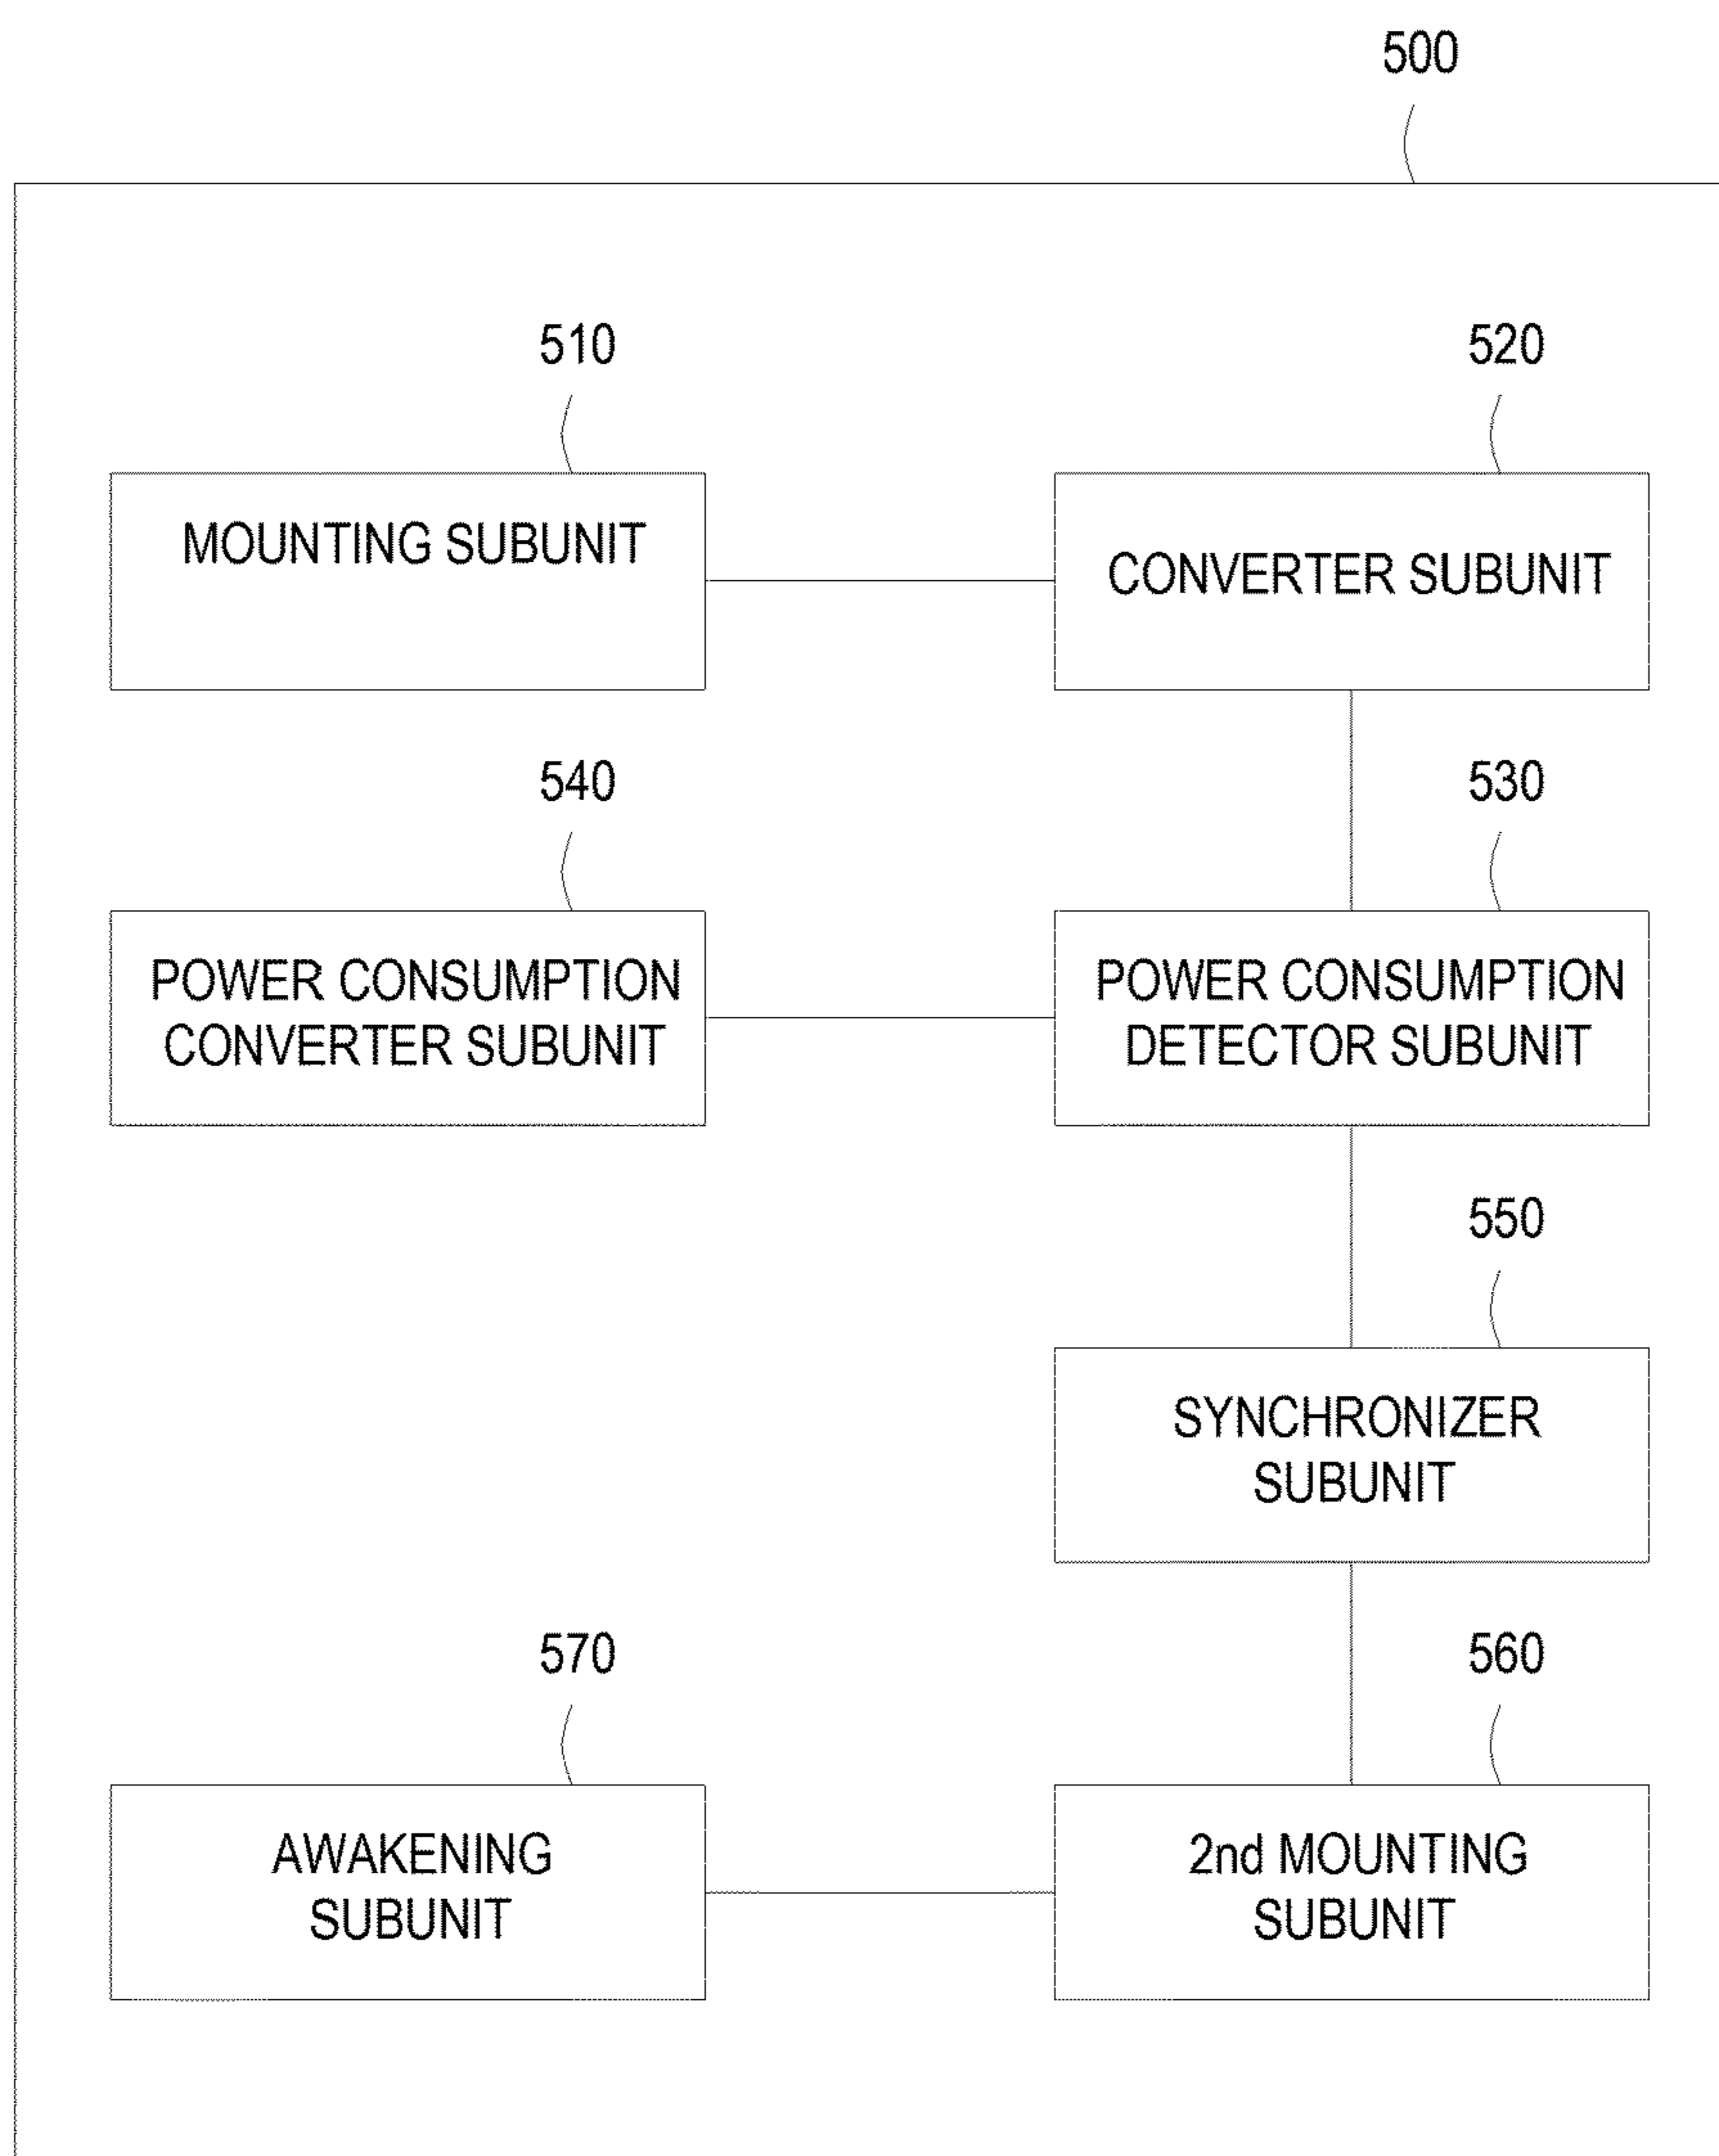 500
510
520
MOUNTING SUBUNIT
CONVERTER SUBUNIT
540
530
POWER CONSUMPTION
CONVERTER SUBUNIT
POWER CONSUMPTION
DETECTOR SUBUNIT
550
SYNCHRONIZER
SUBUNIT
570
560
AWAKENING
SUBUNIT
2nd MOUNTING
SUBUNIT